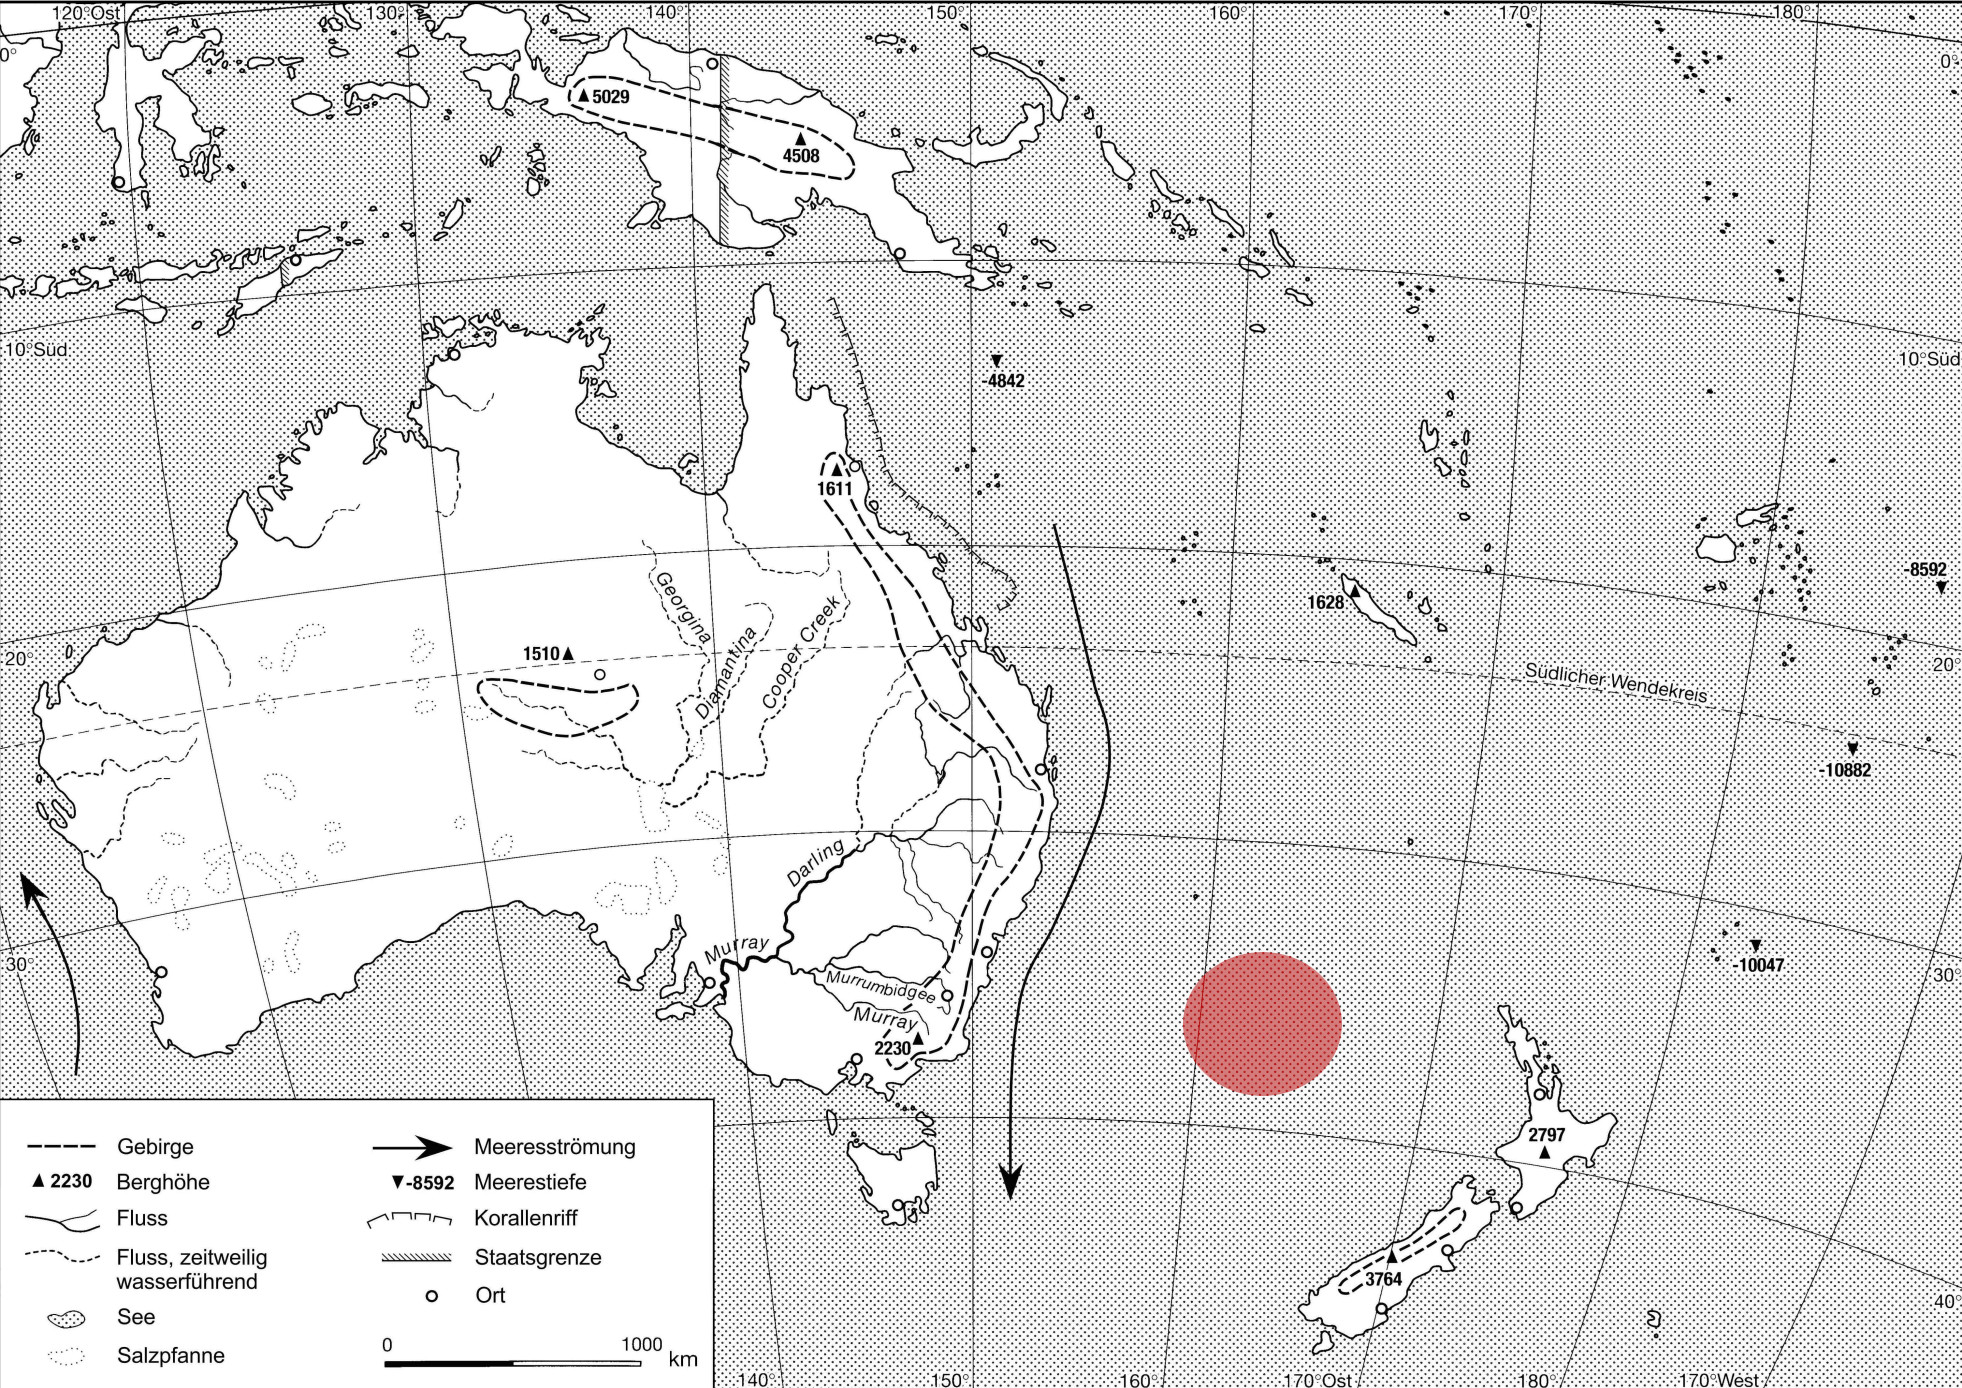 120°Ost
130°
140°
150°
160°
170°
180°
0°
0°
5029
4508
10°Süd
-4842
10°Süd
1611
-8592
Georgina
1628
Diamantina
Cooper Creek
1510
20°
20°
Südlicher Wendekreis
-10882
Darling
Murray
30°
-10047
30°
Murrumbidgee
Murray
2230
2797
3764
40°
Gebirge
2230 Berghöhe
Fluss
Fluss, zeitweilig
wasserführend
See
Salzpfanne
Meeresströmung
-8592 Meerestiefe
Korallenriff
Staatsgrenze
Ort
0 1000 km
140°
150°
160°
170°Ost
180°
170°West